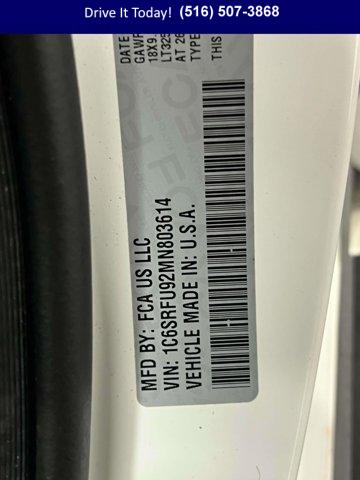 Drive It Today! (516) 507-3868
MFD BY: FCA US LLC
VIN: 1C6SRFU92MN803614
VEHICLE MADE IN: U.S.A.
DATE
GAWR
18X9.
LT325
AT 26
TYPE
THIS